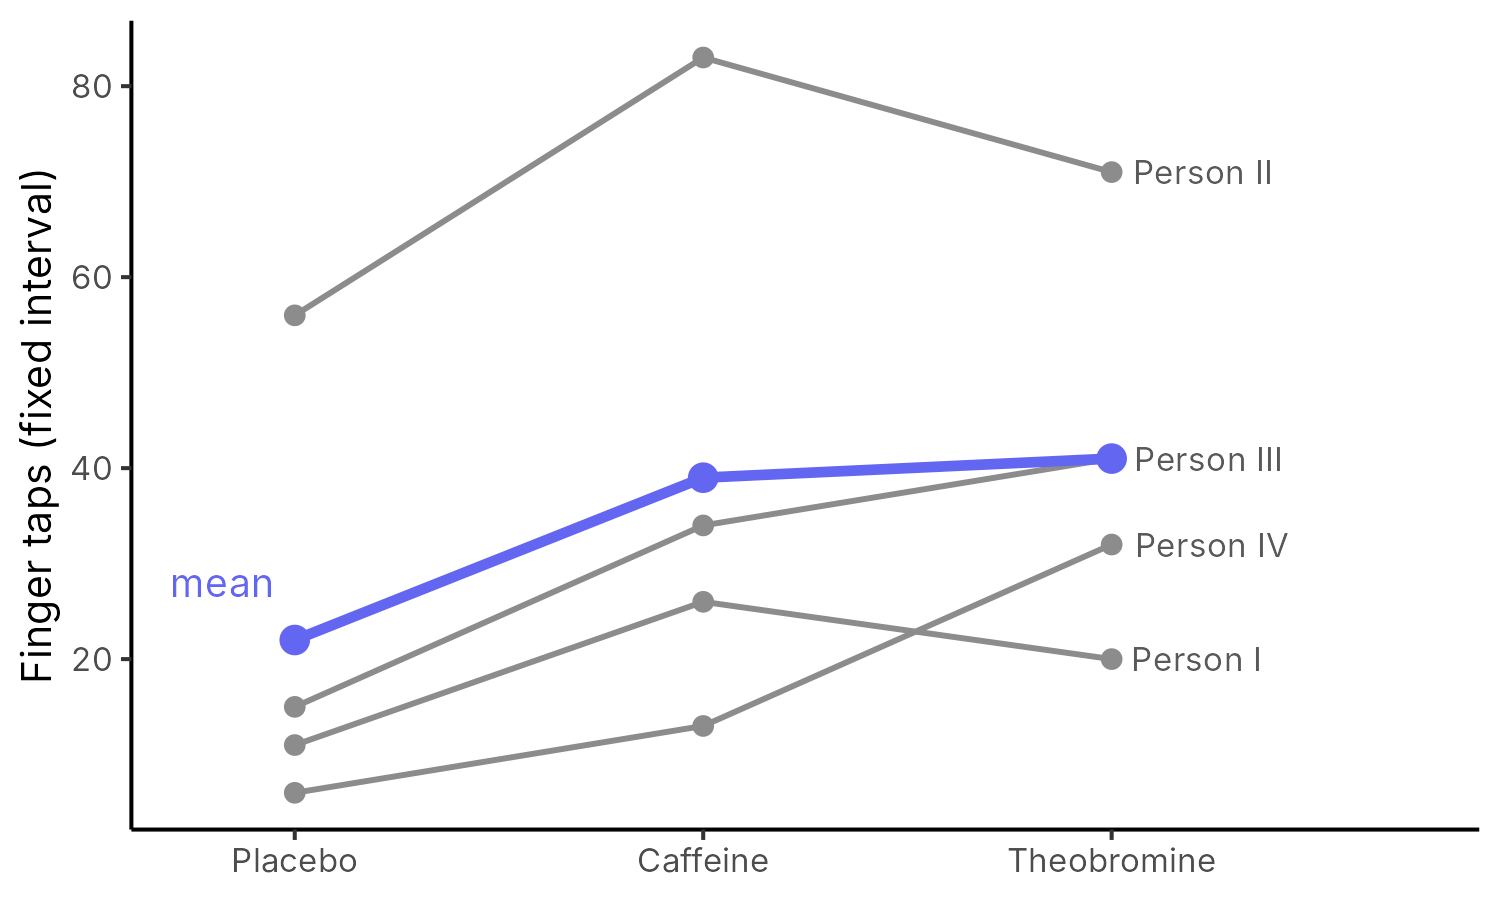 Finger taps (fixed interval)
80
60
40
20
Person II
Person III
Person IV
Person I
mean
Placebo
Caffeine
Theobromine